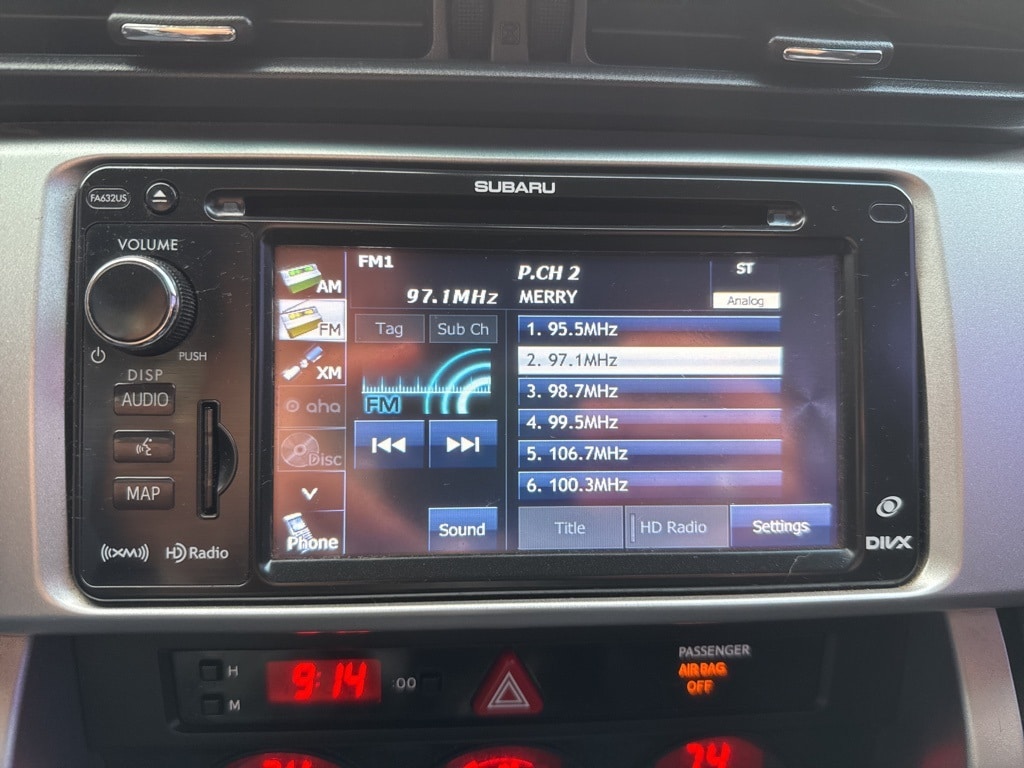 SUBARU
FA632US
VOLUME
PUSH
DISP
AUDIO
MAP
((XM))
HD Radio
AM
FM
XM
aha
Disc
Phone
FM1
97.1MHz
P.CH 2
MERRY
ST
Analog
Tag
Sub Ch
FM
Sound
1. 95.5MHz
2. 97.1MHz
3. 98.7MHz
4. 99.5MHz
5. 106.7MHz
6. 100.3MHz
Title
HD Radio
Settings
DIVX
H
M
9:14
:00
PASSENGER
AIR BAG
OFF
74